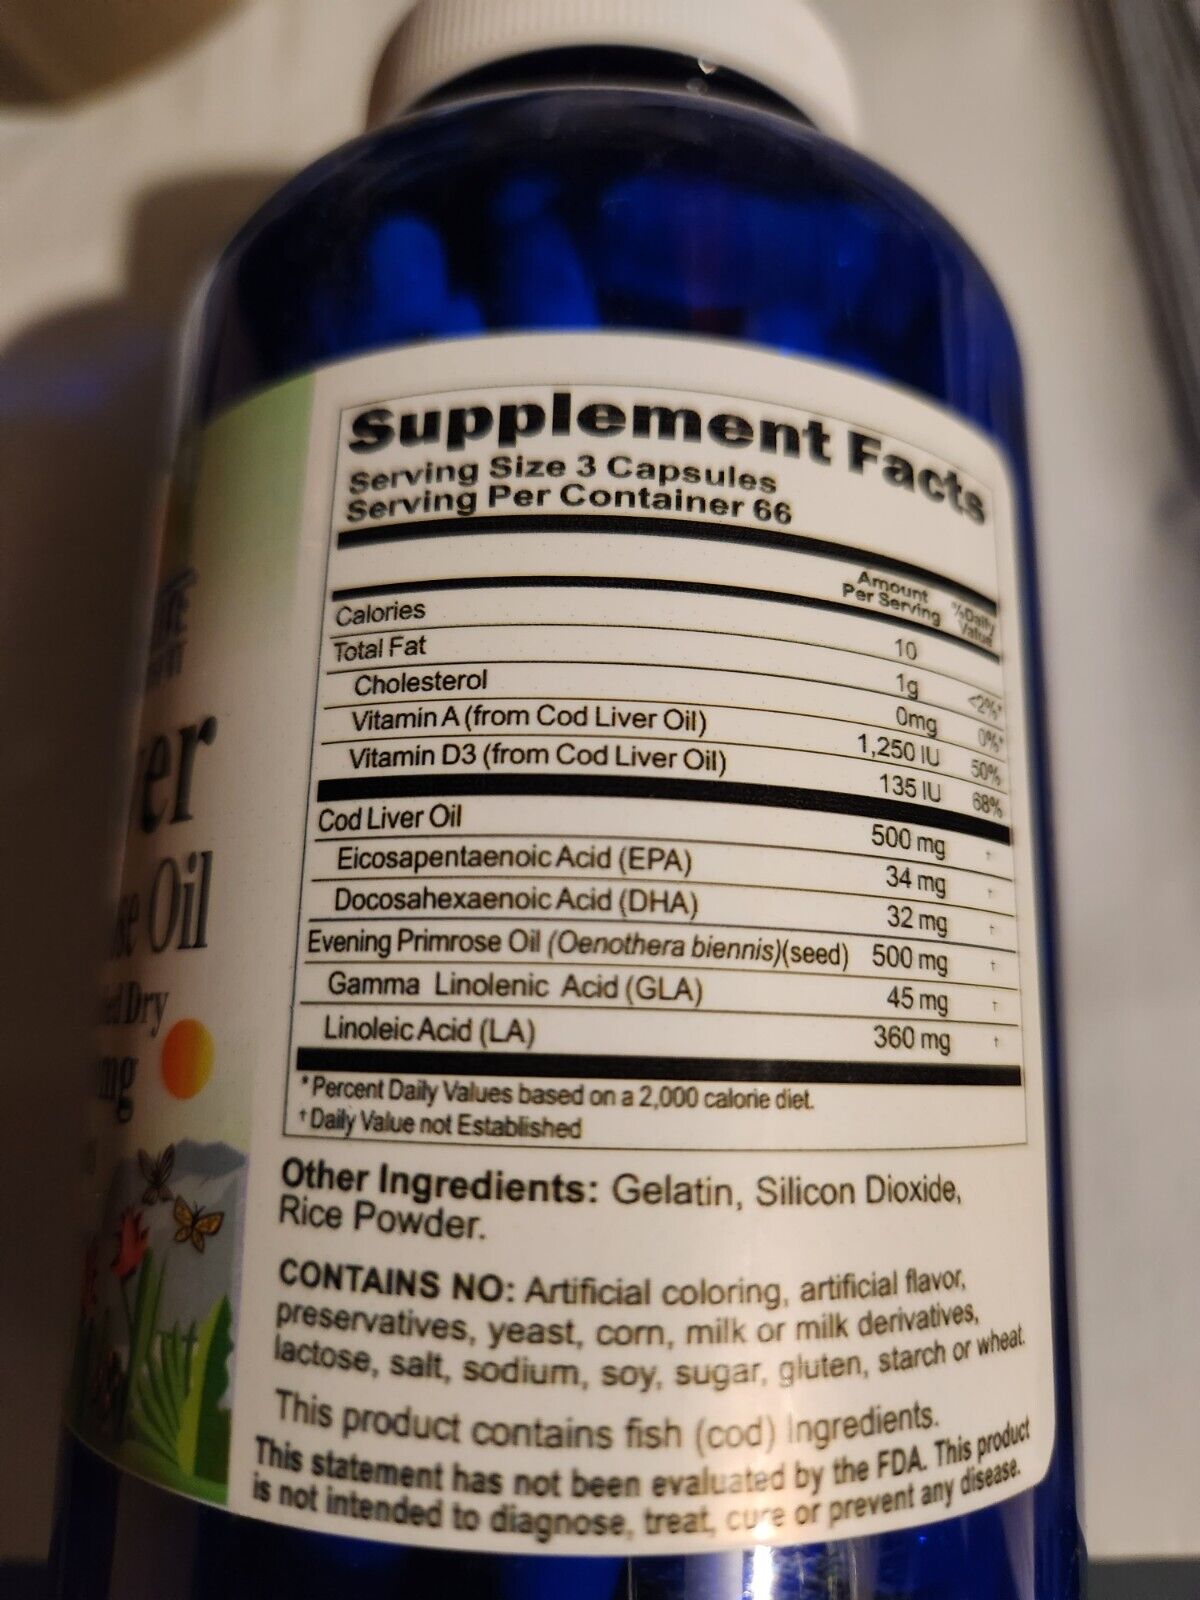 Supplement Facts
Serving Size 3 Capsules
Serving Per Container 66
Amount Per Serving %Daily Value
Calories 10
Total Fat 1g <2%*
Cholesterol 0mg 0%*
Vitamin A (from Cod Liver Oil) 1,250 IU 50%
Vitamin D3 (from Cod Liver Oil) 135 IU 68%
Cod Liver Oil 500 mg †
Eicosapentaenoic Acid (EPA) 34 mg †
Docosahexaenoic Acid (DHA) 32 mg †
Evening Primrose Oil (Oenothera biennis)(seed) 500 mg †
Gamma Linolenic Acid (GLA) 45 mg †
Linoleic Acid (LA) 360 mg †
* Percent Daily Values based on a 2,000 calorie diet.
† Daily Value not Established
Other Ingredients: Gelatin, Silicon Dioxide,
Rice Powder.
CONTAINS NO: Artificial coloring, artificial flavor,
preservatives, yeast, corn, milk or milk derivatives,
lactose, salt, sodium, soy, sugar, gluten, starch or wheat.
This product contains fish (cod) Ingredients.
This statement has not been evaluated by the FDA. This product
is not intended to diagnose, treat, cure or prevent any disease.
er
Oil
Dry
mg